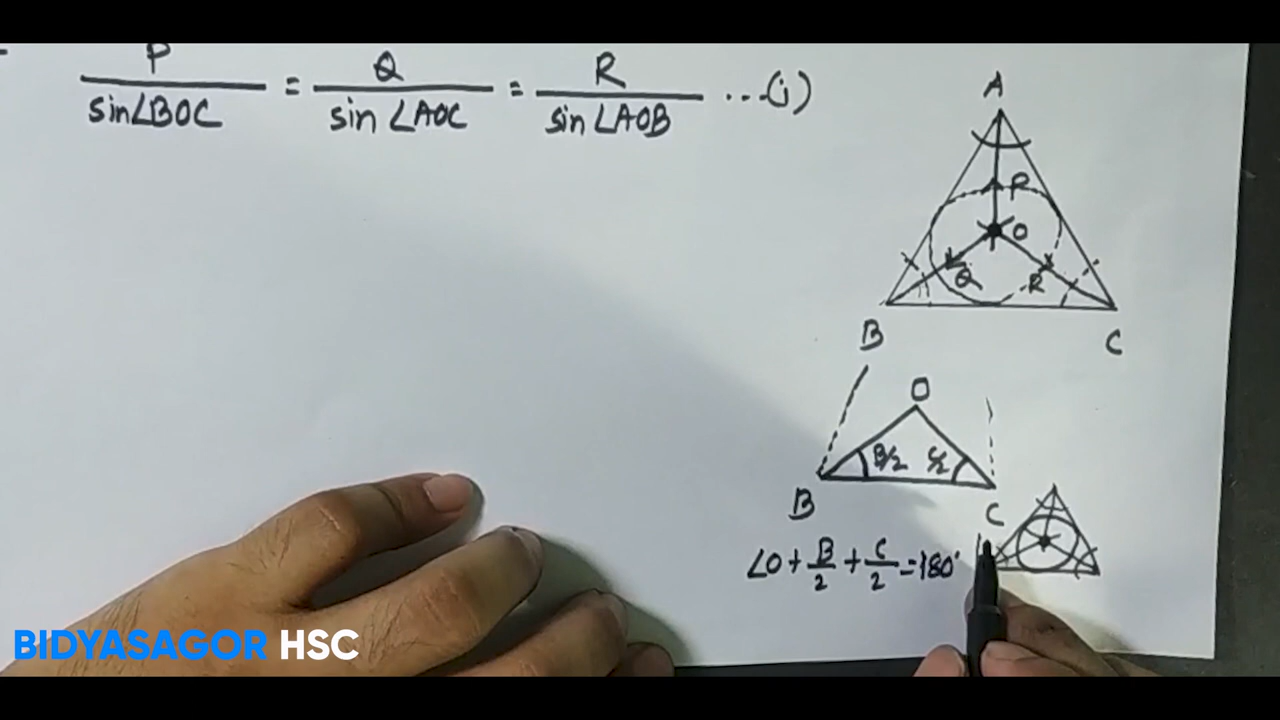 P/sin∠BOC = Q/sin∠AOC = R/sin∠AOB ...(i)
A
P
O
Q R
B C
O
B/2 C/2
B C
∠O + B/2 + C/2 = 180°
BIDYASAGOR HSC